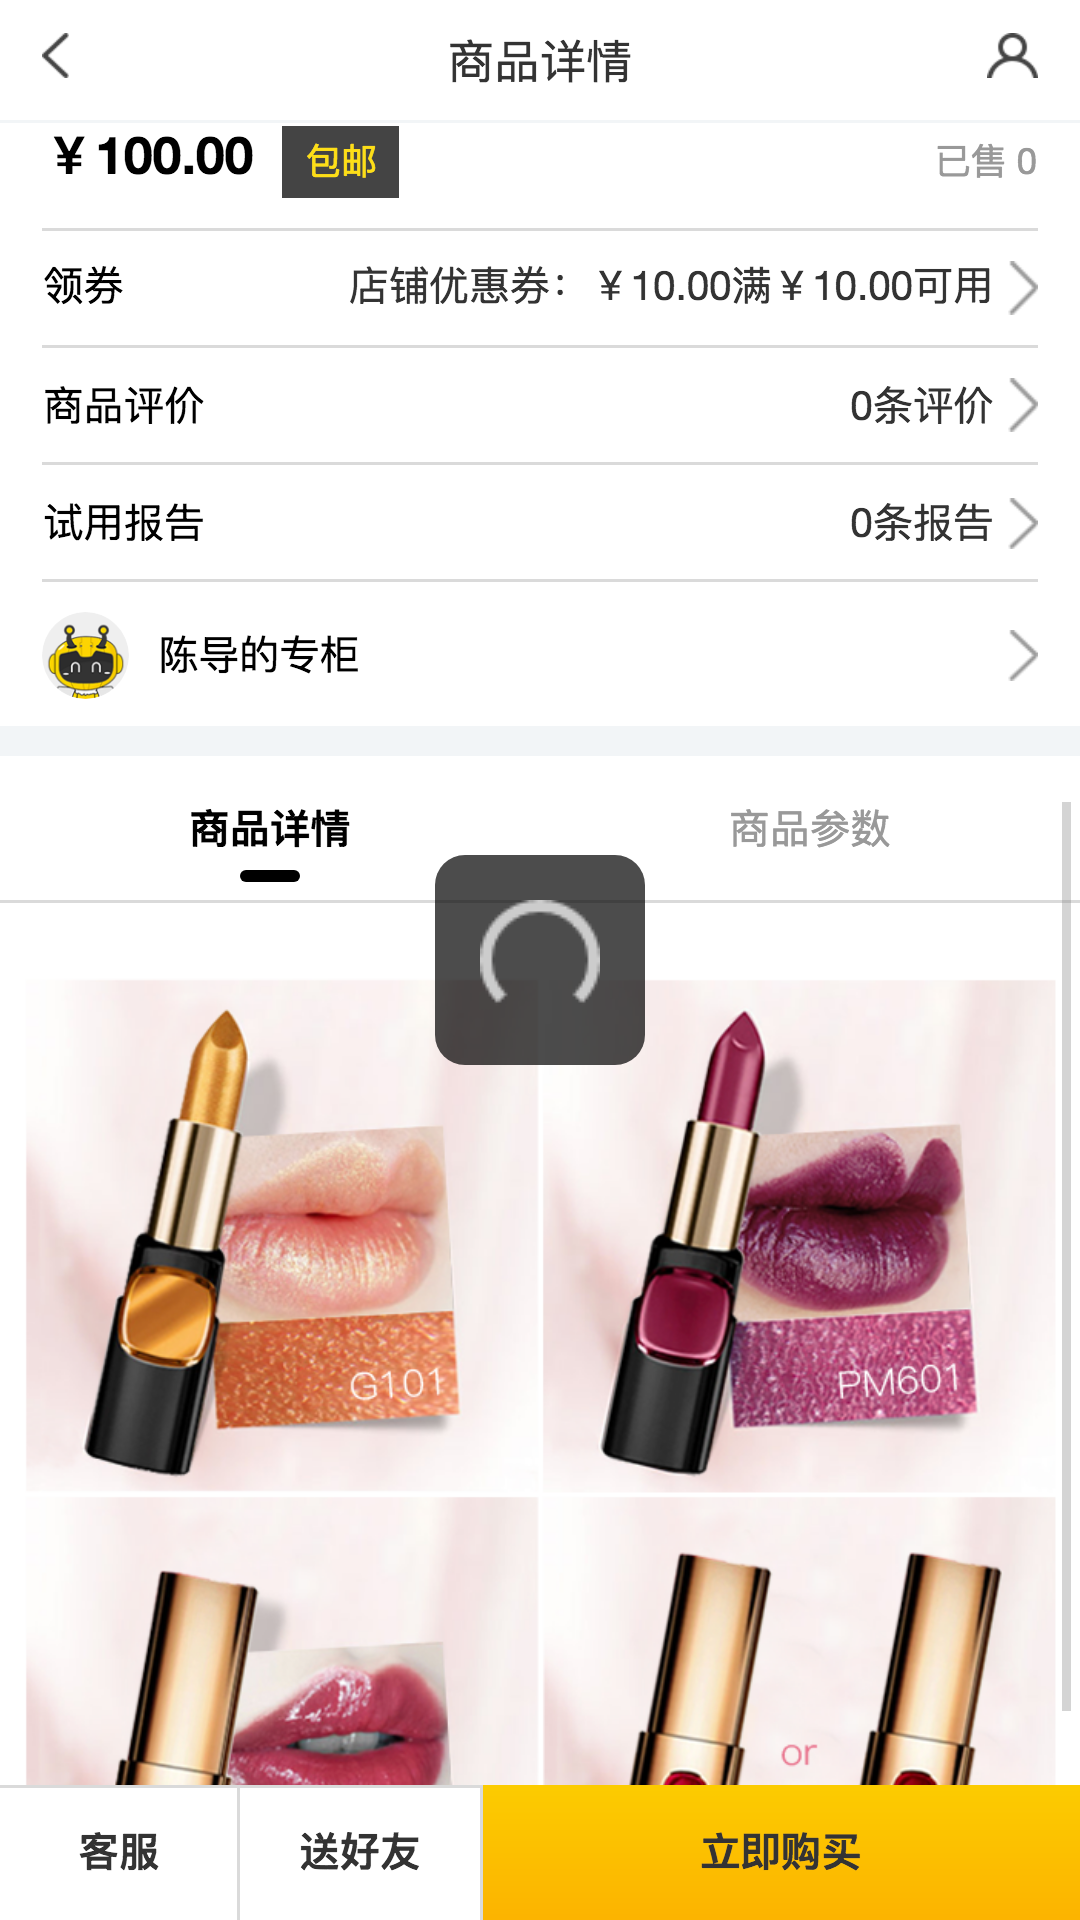 商品详情
￥100.00 包邮 已售 0
领券 店铺优惠券：￥10.00满￥10.00可用
商品评价 0条评价
试用报告 0条报告
陈导的专柜
商品详情 商品参数
G101 PM601
or
客服 送好友 立即购买